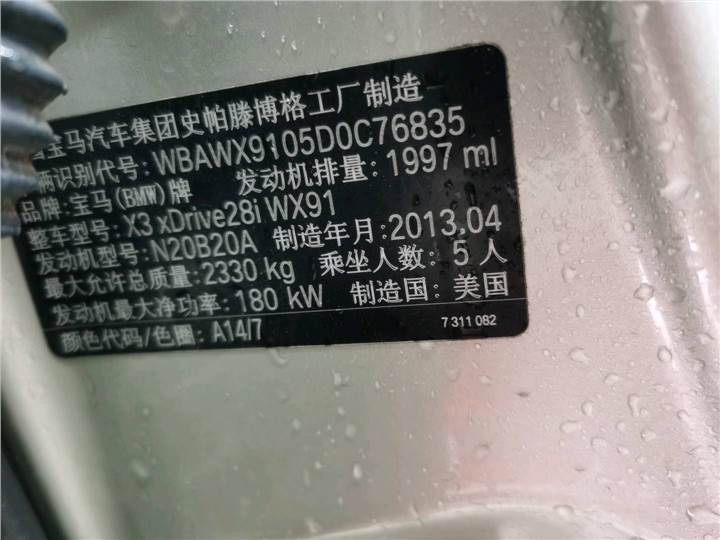 宝马汽车集团史帕滕博格工厂制造
辆识别代号: WBAWX9105D0C76835
品牌: 宝马(BMW)牌 发动机排量: 1997 ml
整车型号: X3 xDrive28i WX91
发动机型号: N20B20A 制造年月: 2013.04
最大允许总质量: 2330 kg 乘坐人数: 5 人
发动机最大净功率: 180 kW 制造国: 美国
颜色代码/色圈: A14/7 7 311 082